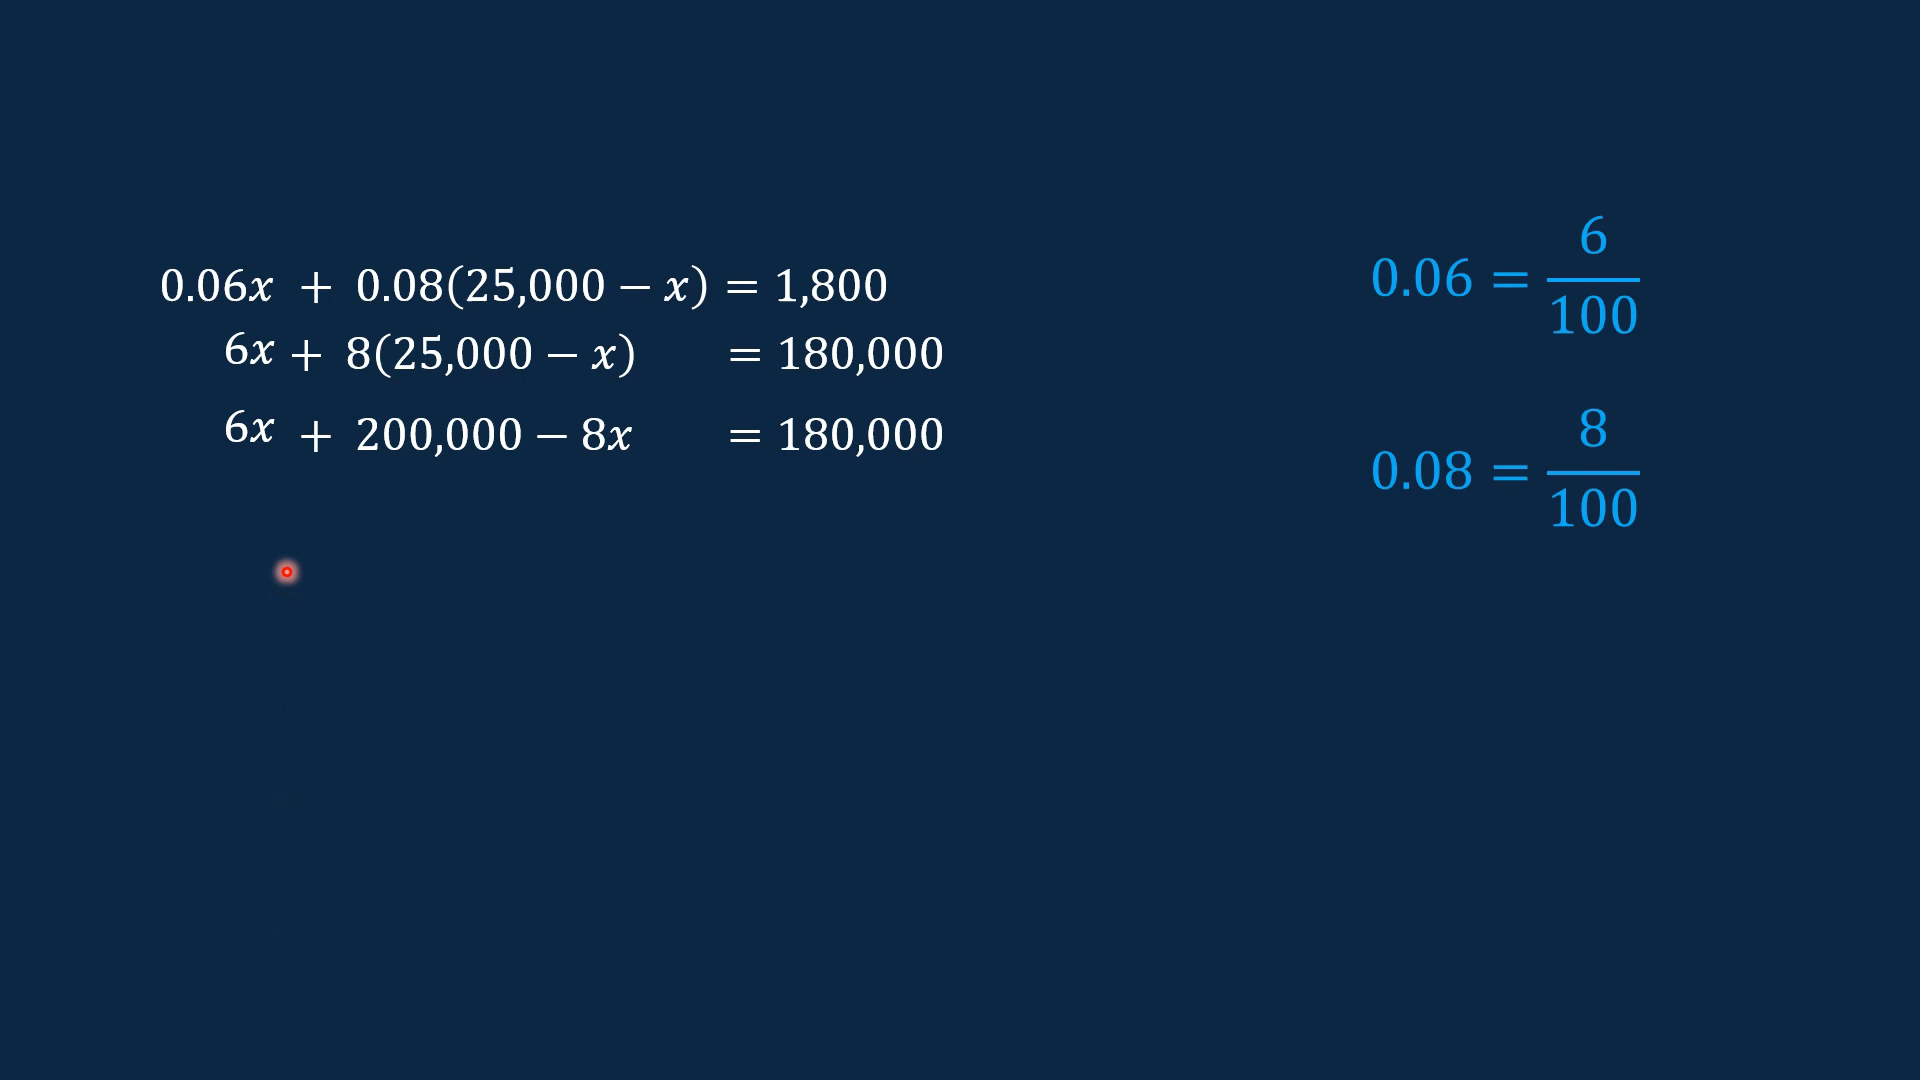 0.06x + 0.08(25,000 − x) = 1,800
6x + 8(25,000 − x) = 180,000
6x + 200,000 − 8x = 180,000
0.06 = 6/100
0.08 = 8/100